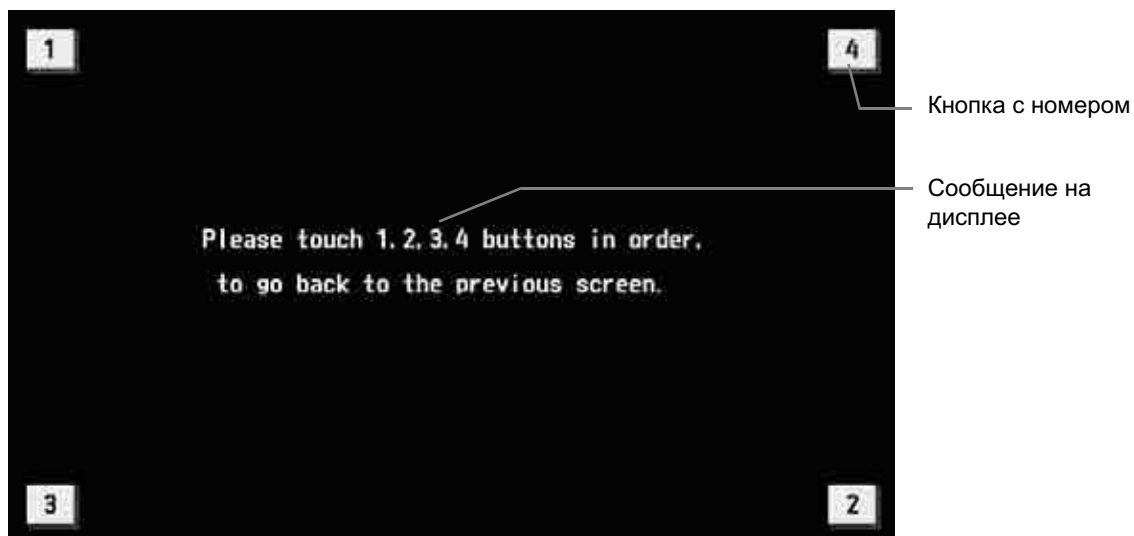 1
4
Кнопка с номером
Сообщение на
дисплее
Please touch 1. 2. 3. 4 buttons in order.
to go back to the previous screen.
3
2